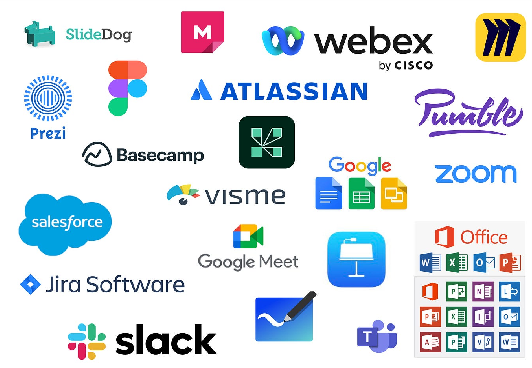 SlideDog
M
webex
by CISCO
Prezi
ATLASSIAN
Pumble
Basecamp
Google
zoom
visme
salesforce
Office
Google Meet
W
X
O
P
Jira Software
slack
T